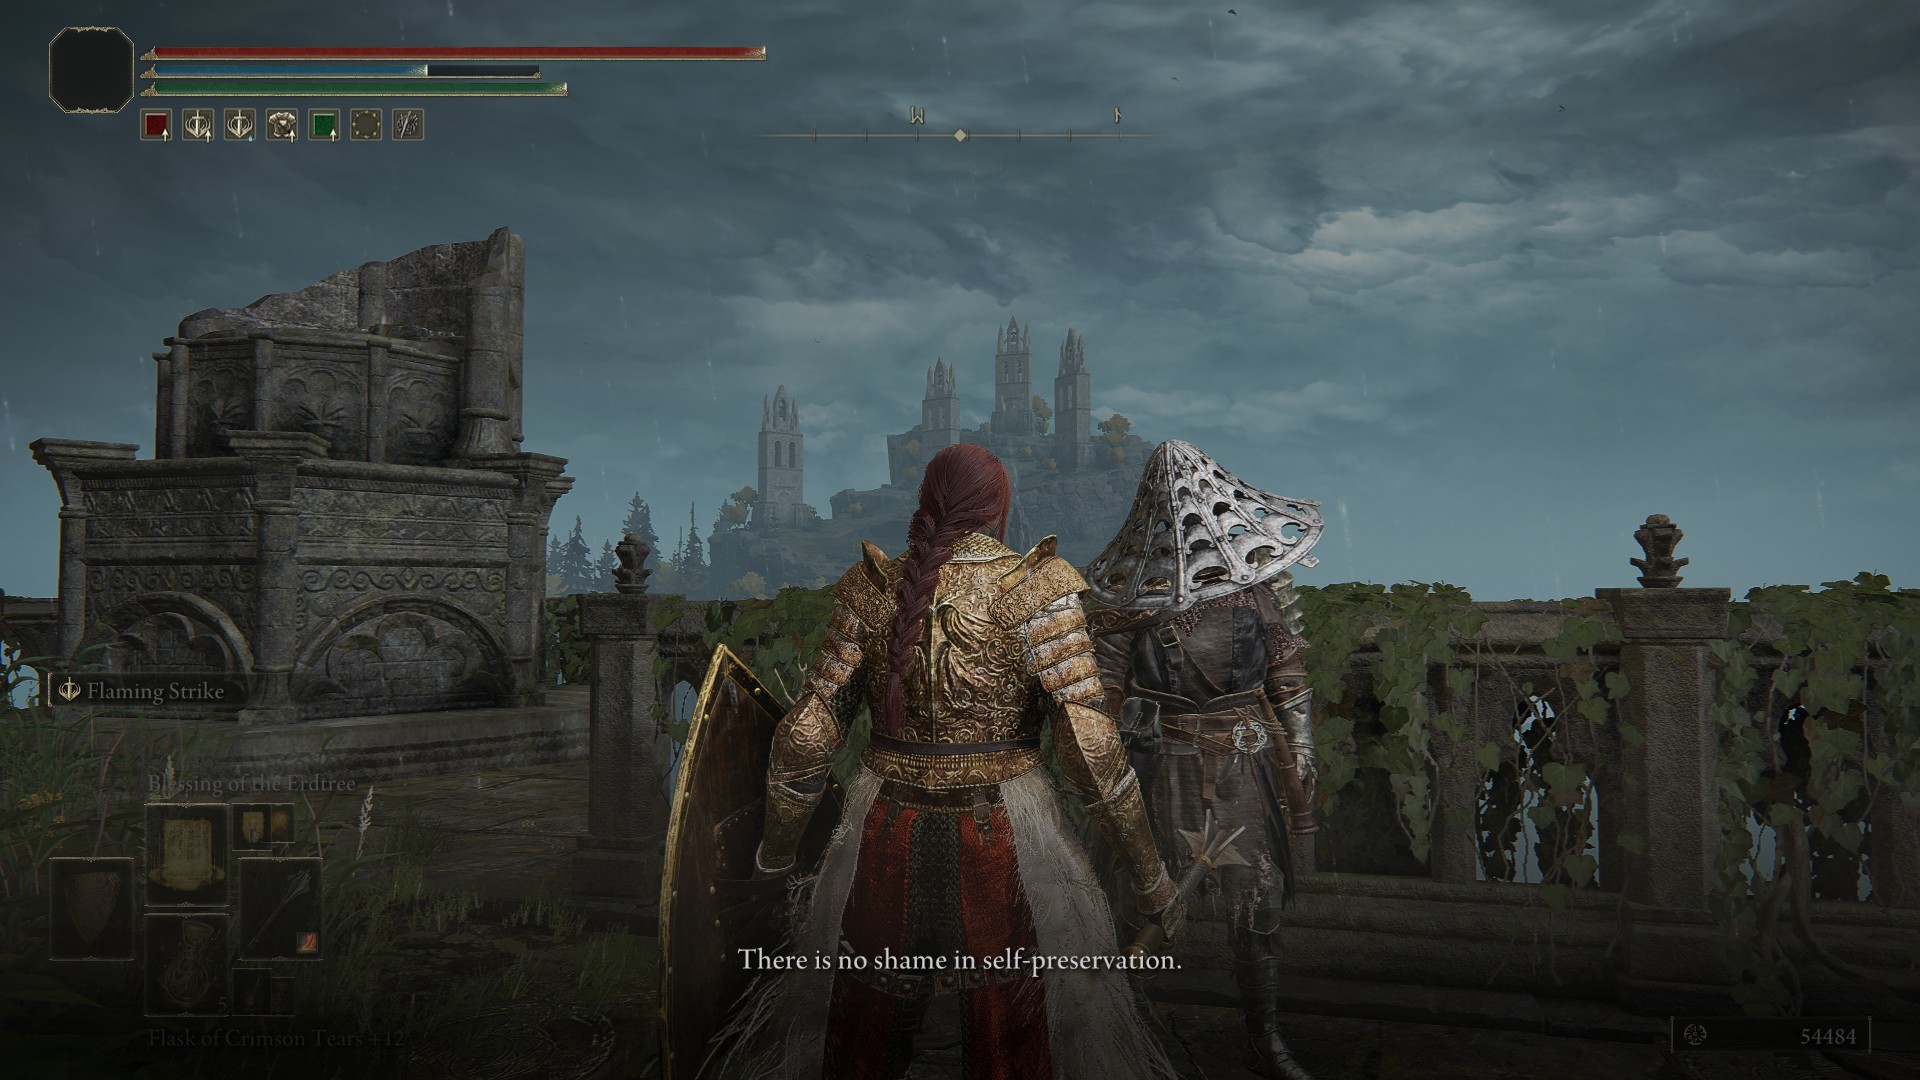 W
N
Flaming Strike
Blessing of the Erdtree
There is no shame in self-preservation.
5
Flask of Crimson Tears +12
54484